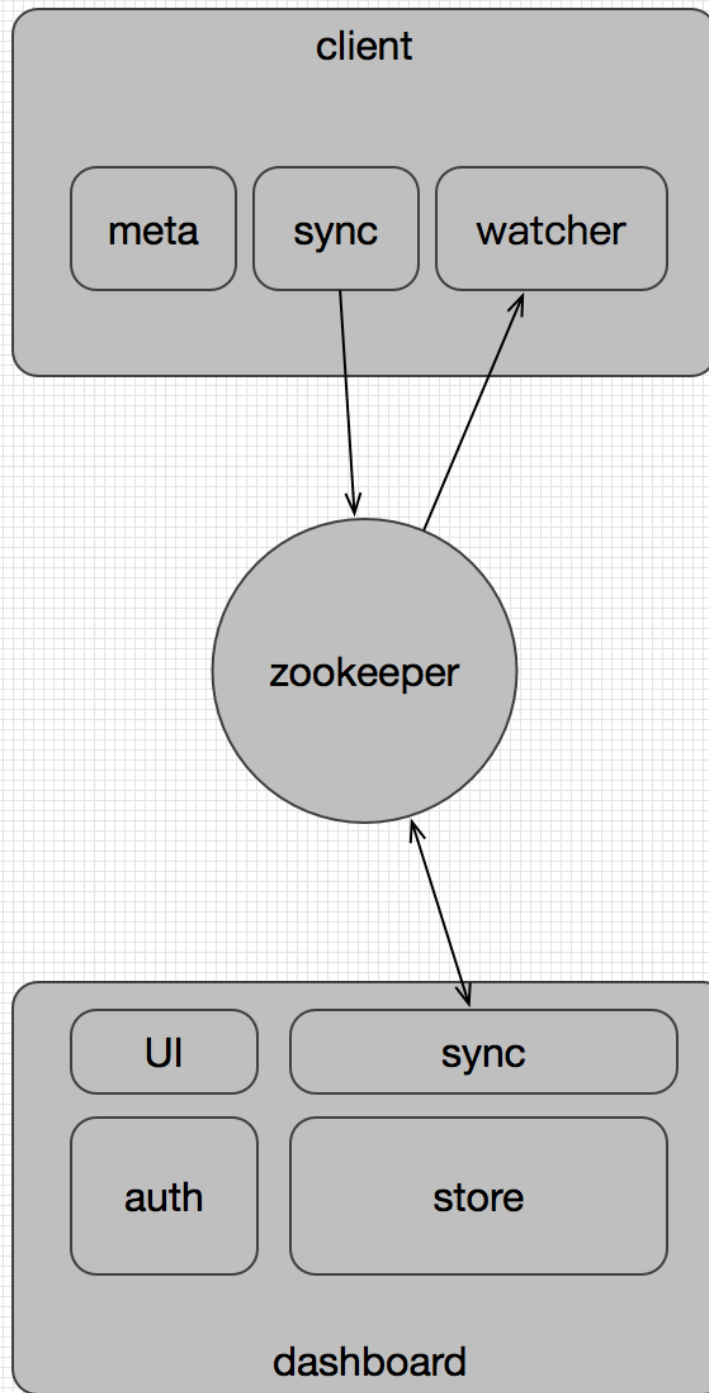 client
meta
sync
watcher
zookeeper
UI
sync
auth
store
dashboard